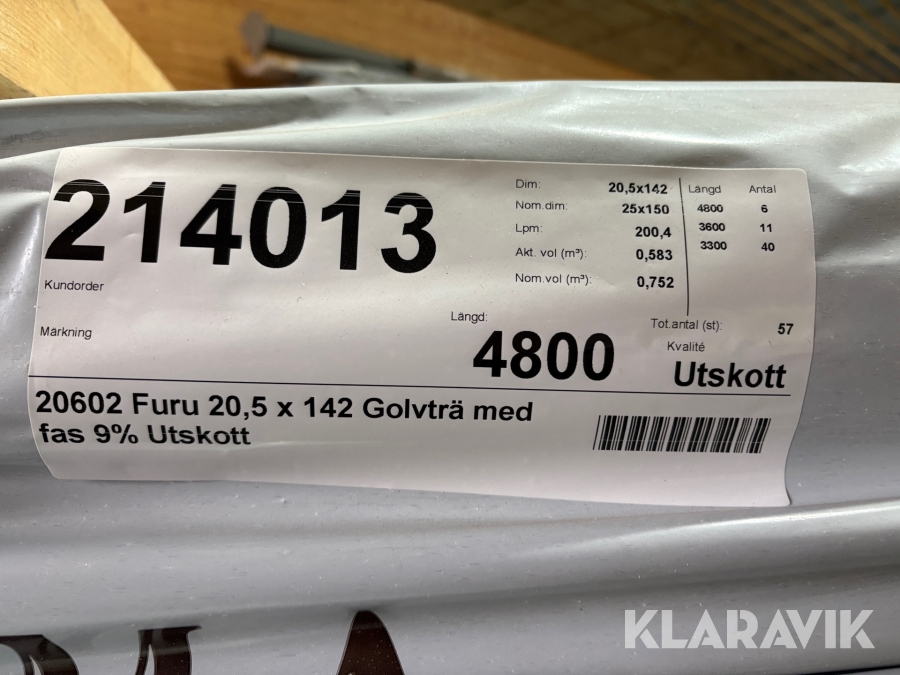 214013
Kundorder
Märkning
Dim: 20,5x142
Nom.dim: 25x150
Lpm: 200,4
Akt. vol (m³): 0,583
Nom.vol (m³): 0,752
Längd Antal
4800 6
3600 11
3300 40
Tot.antal (st): 57
Längd:
4800
Kvalité
Utskott
20602 Furu 20,5 x 142 Golvträ med
fas 9% Utskott
KLARAVIK